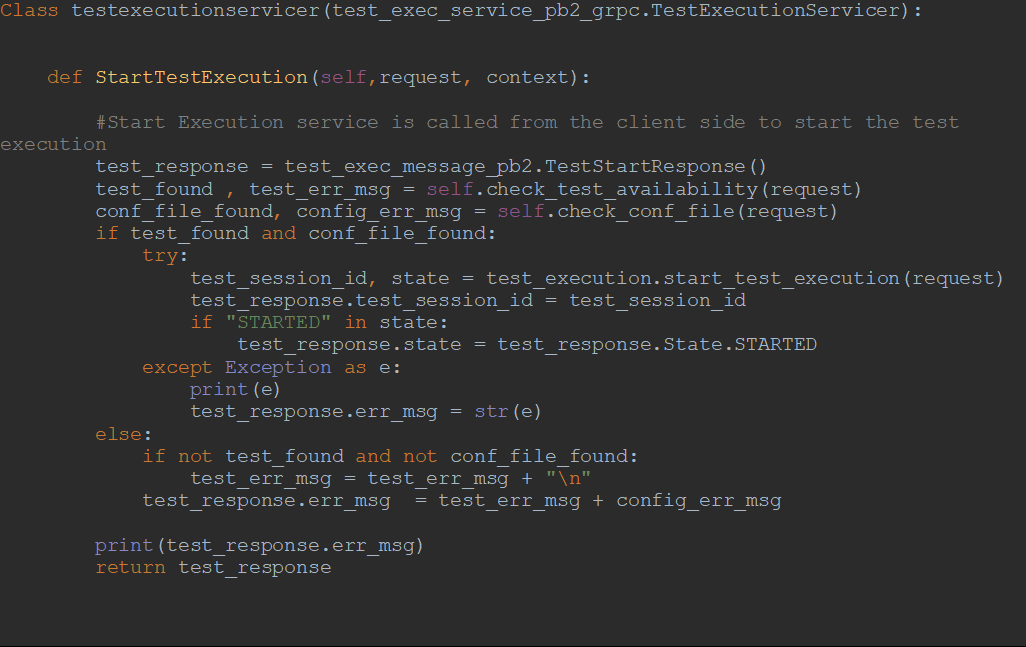 Class testexecutionservicer(test_exec_service_pb2_grpc.TestExecutionServicer):
def StartTestExecution(self,request, context):
#Start Execution service is called from the client side to start the test
execution
test_response = test_exec_message_pb2.TestStartResponse()
test_found , test_err_msg = self.check_test_availability(request)
conf_file_found, config_err_msg = self.check_conf_file(request)
if test_found and conf_file_found:
try:
test_session_id, state = test_execution.start_test_execution(request)
test_response.test_session_id = test_session_id
if "STARTED" in state:
test_response.state = test_response.State.STARTED
except Exception as e:
print(e)
test_response.err_msg = str(e)
else:
if not test_found and not conf_file_found:
test_err_msg = test_err_msg + "\n"
test_response.err_msg  = test_err_msg + config_err_msg
print(test_response.err_msg)
return test_response